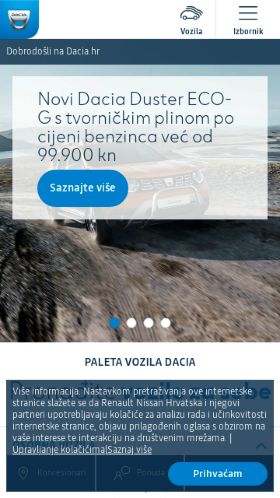 Vozila
Izbornik
Dobrodošli na Dacia.hr
Novi Dacia Duster ECO-
G s tvorničkim plinom po
cijeni benzinca već od
99.900 kn
Saznajte više
PALETA VOZILA DACIA
Više informacija. Nastavkom pretraživanja ove internetske
stranice slažete se da Renault Nissan Hrvatska i njegovi
partneri upotrebljavaju kolačiće za analizu rada i učinkovitosti
internetske stranice, objavu prilagođenih oglasa s obzirom na
vaše interese te interakciju na društvenim mrežama. |
Upravljanje kolačićima|Saznaj više
Koncesionari
Ponuda
Prihvaćam